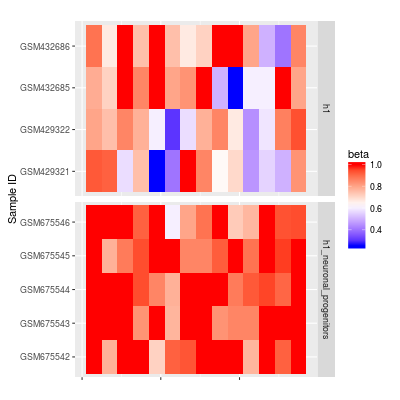 GSM432686
GSM432685
GSM429322
GSM429321
h1
GSM675546
GSM675545
GSM675544
GSM675543
GSM675542
h1_neuronal_progenitors
Sample ID
beta
1.0
0.8
0.6
0.4